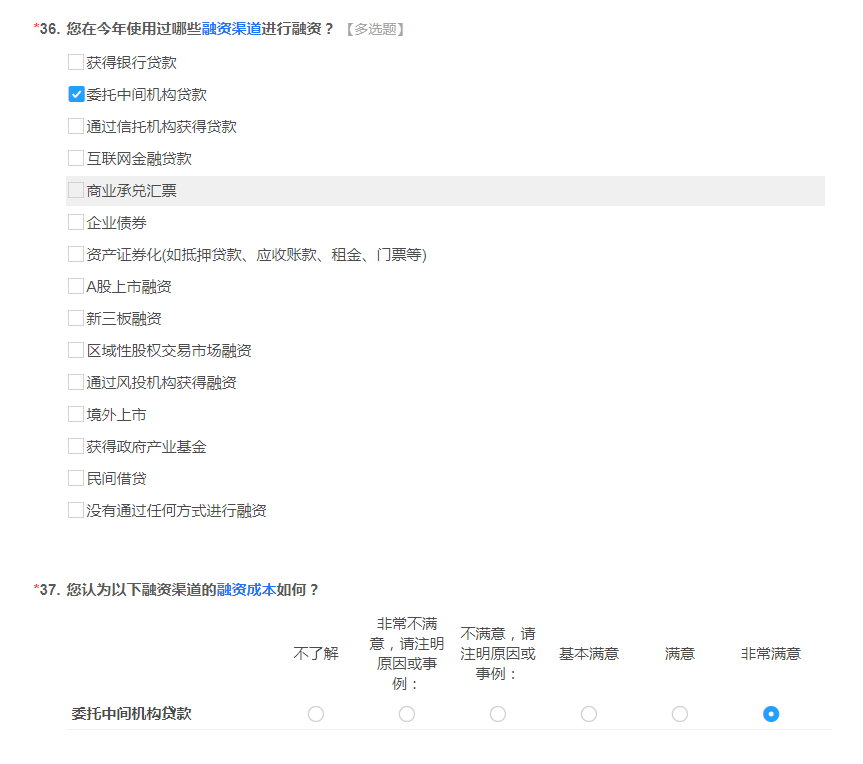 *36. 您在今年使用过哪些融资渠道进行融资？ 【多选题】
获得银行贷款
委托中间机构贷款
通过信托机构获得贷款
互联网金融贷款
商业承兑汇票
企业债券
资产证券化(如抵押贷款、应收账款、租金、门票等)
A股上市融资
新三板融资
区域性股权交易市场融资
通过风投机构获得融资
境外上市
获得政府产业基金
民间借贷
没有通过任何方式进行融资
*37. 您认为以下融资渠道的融资成本如何？
不了解
非常不满
意，请注明
原因或事
例：
不满意，请
注明原因或
事例：
基本满意
满意
非常满意
委托中间机构贷款